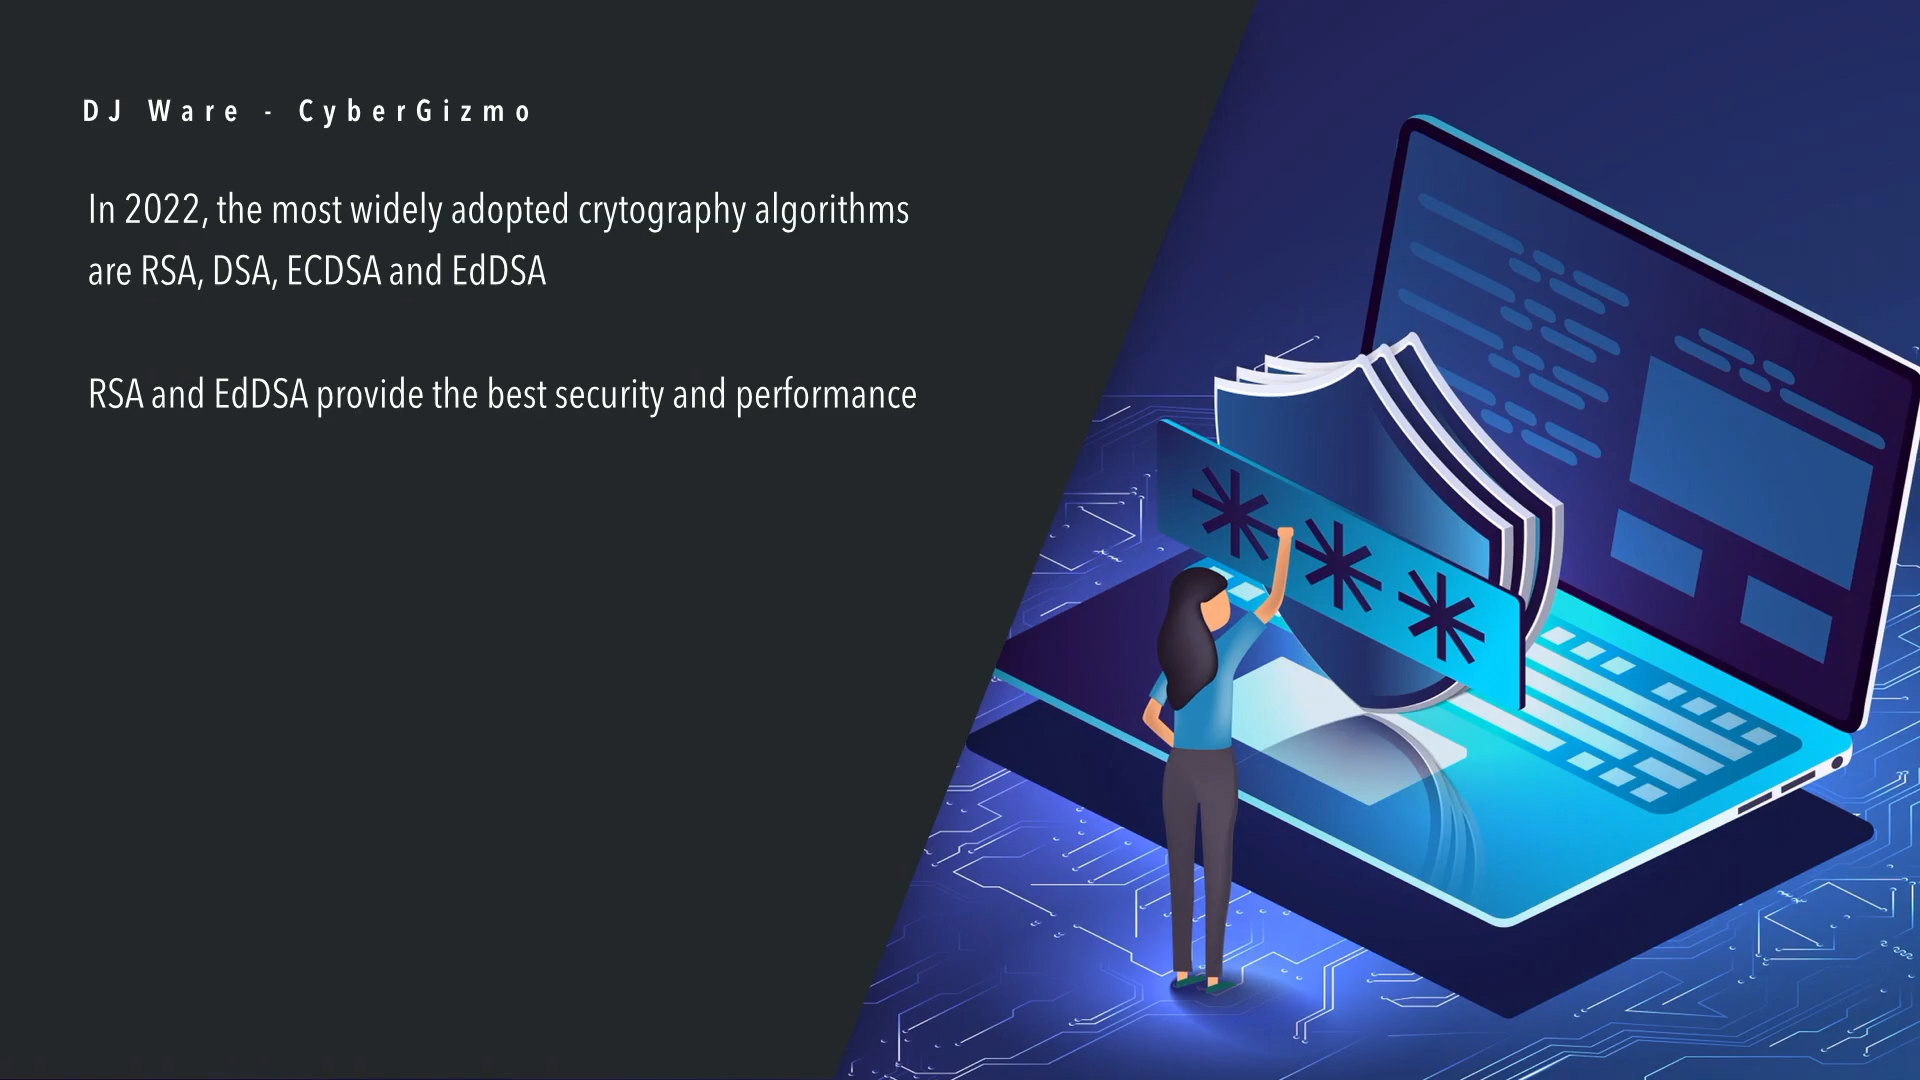 DJ Ware - CyberGizmo
In 2022, the most widely adopted crytography algorithms
are RSA, DSA, ECDSA and EdDSA
RSA and EdDSA provide the best security and performance